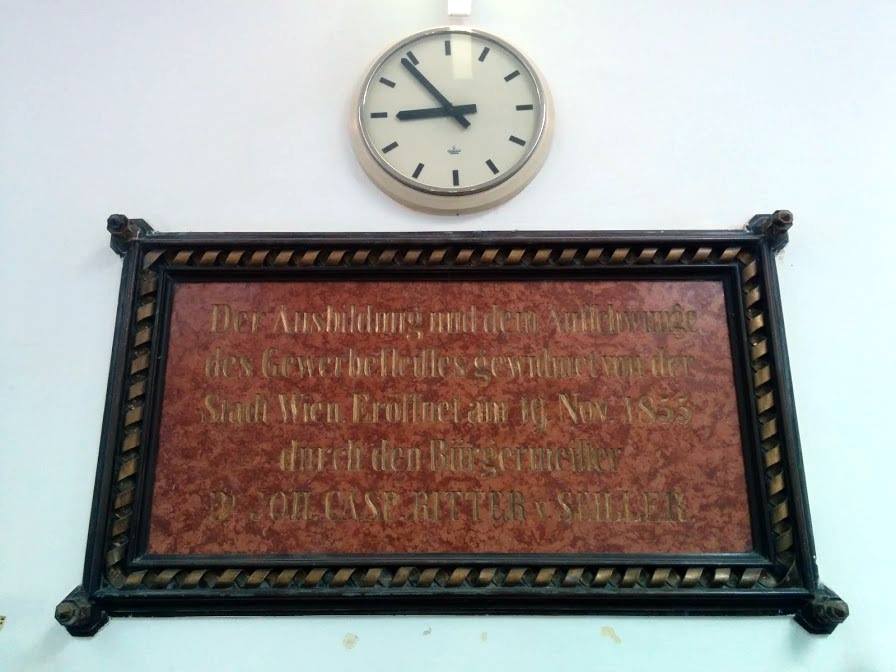 Der Ausbildung und dem Aufschwunge
des Gewerbefleißes gewidmet von der
Stadt Wien. Eröffnet am 19. Nov. 1855
durch den Bürgermeister
Dr. JOH. CASP. RITTER v. SEILLER.